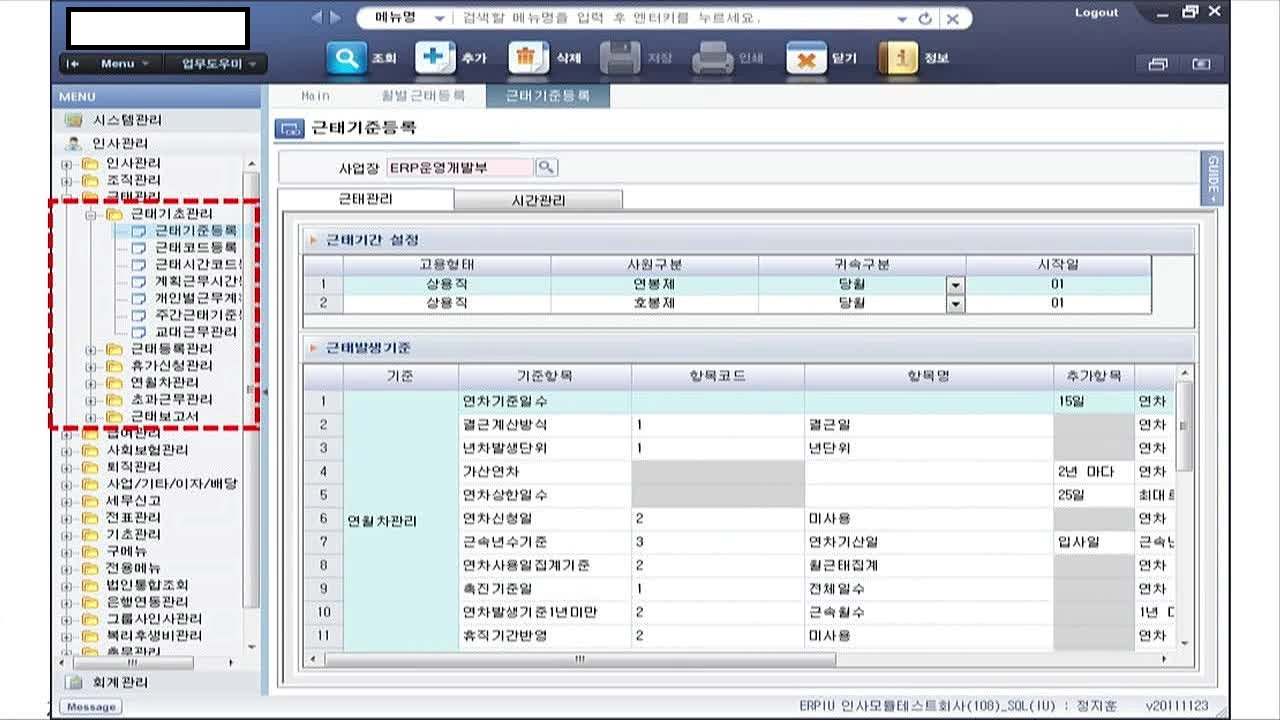 메뉴명 검색할 메뉴명을 입력 후 엔터키를 누르세요. Logout
Menu 업무도우미 조회 추가 삭제 저장 인쇄 닫기 정보
MENU
시스템관리
인사관리
인사관리
조직관리
근태관리
근태기초관리
근태기준등록
근태코드등록
근태시간코드
계획근무시간
개인별근무계
주간근태기준
교대근무관리
근태등록관리
휴가신청관리
연월차관리
초과근무관리
근태보고서
급여관리
사회보험관리
퇴직관리
사업/기타/이자/배당
세무신고
전표관리
기초관리
구메뉴
전용메뉴
법인통합조회
은행연동관리
그룹사인사관리
복리후생비관리
총무관리
회계관리
Main 월별근태등록 근태기준등록
근태기준등록
사업장 ERP운영개발부
GUIDE
근태관리 시간관리
근태기간 설정
고용형태 사원구분 귀속구분 시작일
1 상용직 연봉제 당월 01
2 상용직 호봉제 당월 01
근태발생기준
기준 기준항목 항목코드 항목명 추가항목
1 연차기준일수 15일 연차
2 결근계산방식 1 결근일 연차
3 년차발생단위 1 년단위 연차
4 가산연차 2년 마다 연차
5 연차상한일수 25일 최대
연월차관리
6 연차신청일 2 미사용 연차
7 근속년수기준 3 연차기산일 입사일 근속
8 연차사용일집계기준 2 월근태집계 연차
9 촉진기준일 1 전체일수 연차
10 연차발생기준1년미만 2 근속월수 1년
11 휴직기간반영 2 미사용 연차
Message ERPIU 인사모듈테스트회사(108)_SQL(IU) : 정지훈 v20111123